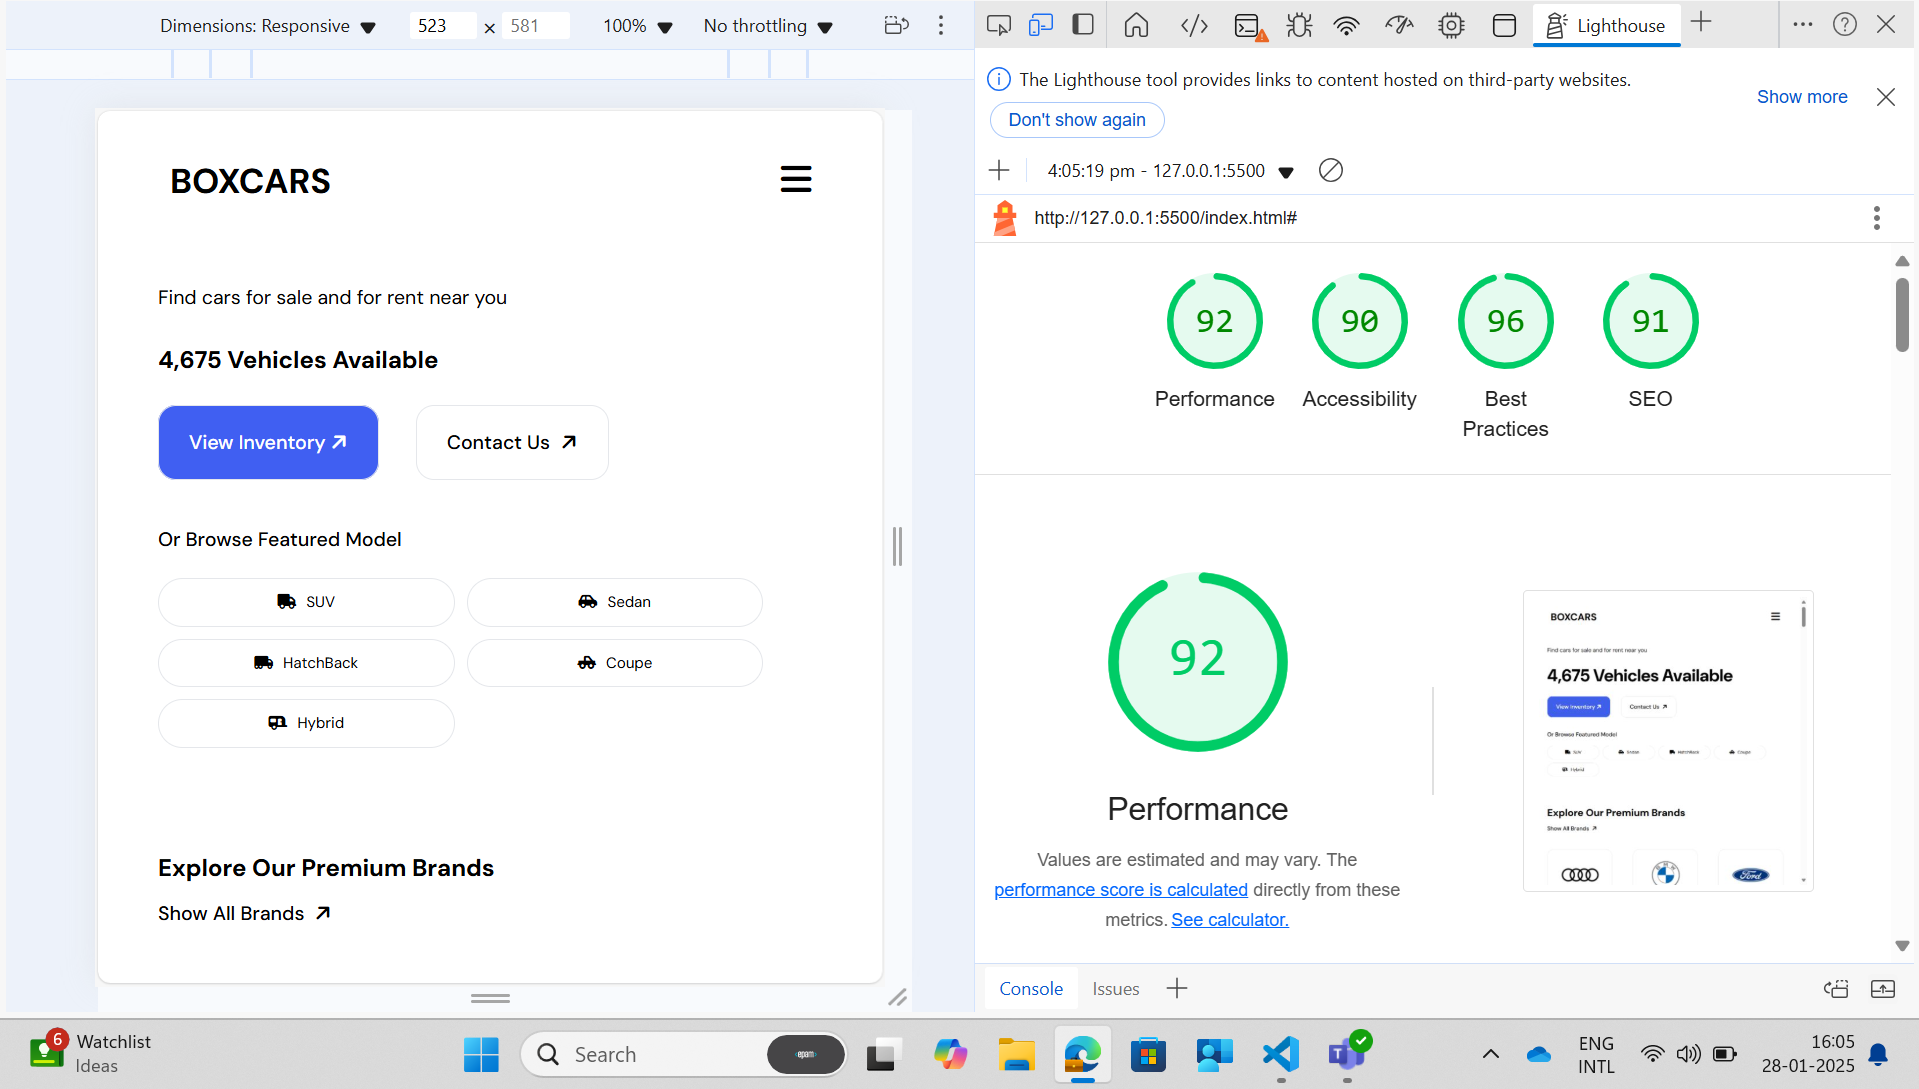 Dimensions: Responsive
523 × 581
100%
No throttling
Lighthouse
The Lighthouse tool provides links to content hosted on third-party websites.
Show more
Don't show again
4:05:19 pm - 127.0.0.1:5500
http://127.0.0.1:5500/index.html#
BOXCARS
Find cars for sale and for rent near you
4,675 Vehicles Available
View Inventory
Contact Us
Or Browse Featured Model
SUV
Sedan
HatchBack
Coupe
Hybrid
Explore Our Premium Brands
Show All Brands
92
90
96
91
Performance
Accessibility
Best
Practices
SEO
92
Performance
Values are estimated and may vary. The
performance score is calculated directly from these
metrics. See calculator.
BOXCARS
Find cars for sale and for rent near you
4,675 Vehicles Available
View Inventory
Contact Us
Or Browse Featured Model
SUV
Sedan
HatchBack
Coupe
Hybrid
Explore Our Premium Brands
Show All Brands
Ford
Console
Issues
6
Watchlist
Ideas
Search
<epam>
ENG
INTL
16:05
28-01-2025